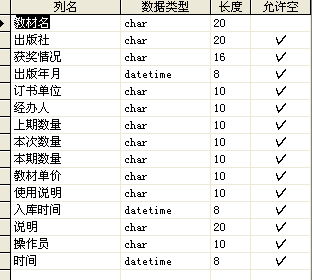 列名 数据类型 长度 允许空
教材名 char 20
出版社 char 20 ✓
获奖情况 char 16 ✓
出版年月 datetime 8 ✓
订书单位 char 10 ✓
经办人 char 10 ✓
上期数量 char 10 ✓
本次数量 char 10 ✓
本期数量 char 10 ✓
教材单价 char 10 ✓
使用说明 char 10 ✓
入库时间 datetime 8 ✓
说明 char 20 ✓
操作员 char 10 ✓
时间 datetime 8 ✓